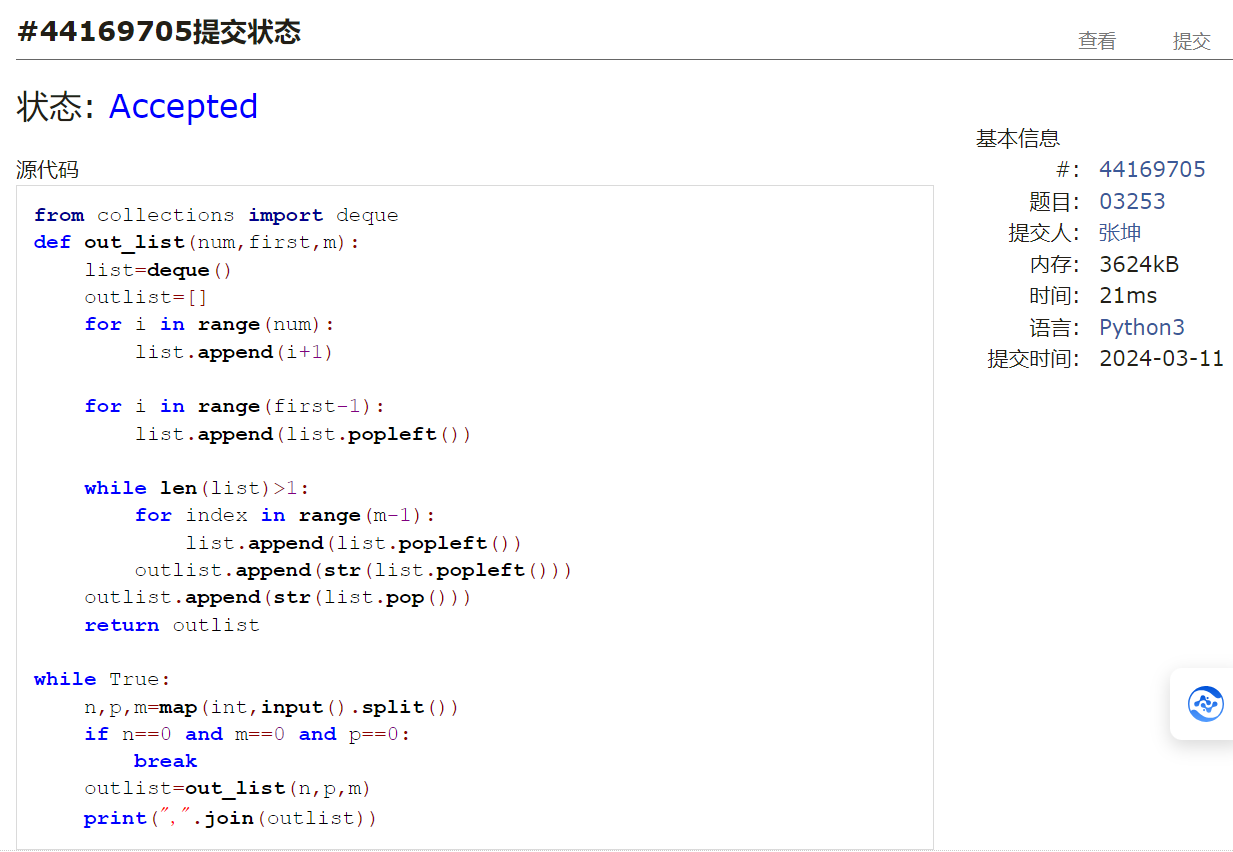 #44169705提交状态
查看 提交
状态: Accepted
源代码
from collections import deque
def out_list(num,first,m):
    list=deque()
    outlist=[]
    for i in range(num):
        list.append(i+1)

    for i in range(first-1):
        list.append(list.popleft())

    while len(list)>1:
        for index in range(m-1):
            list.append(list.popleft())
        outlist.append(str(list.popleft()))
    outlist.append(str(list.pop()))
    return outlist

while True:
    n,p,m=map(int,input().split())
    if n==0 and m==0 and p==0:
        break
    outlist=out_list(n,p,m)
    print(",".join(outlist))
基本信息
#: 44169705
题目: 03253
提交人: 张坤
内存: 3624kB
时间: 21ms
语言: Python3
提交时间: 2024-03-11